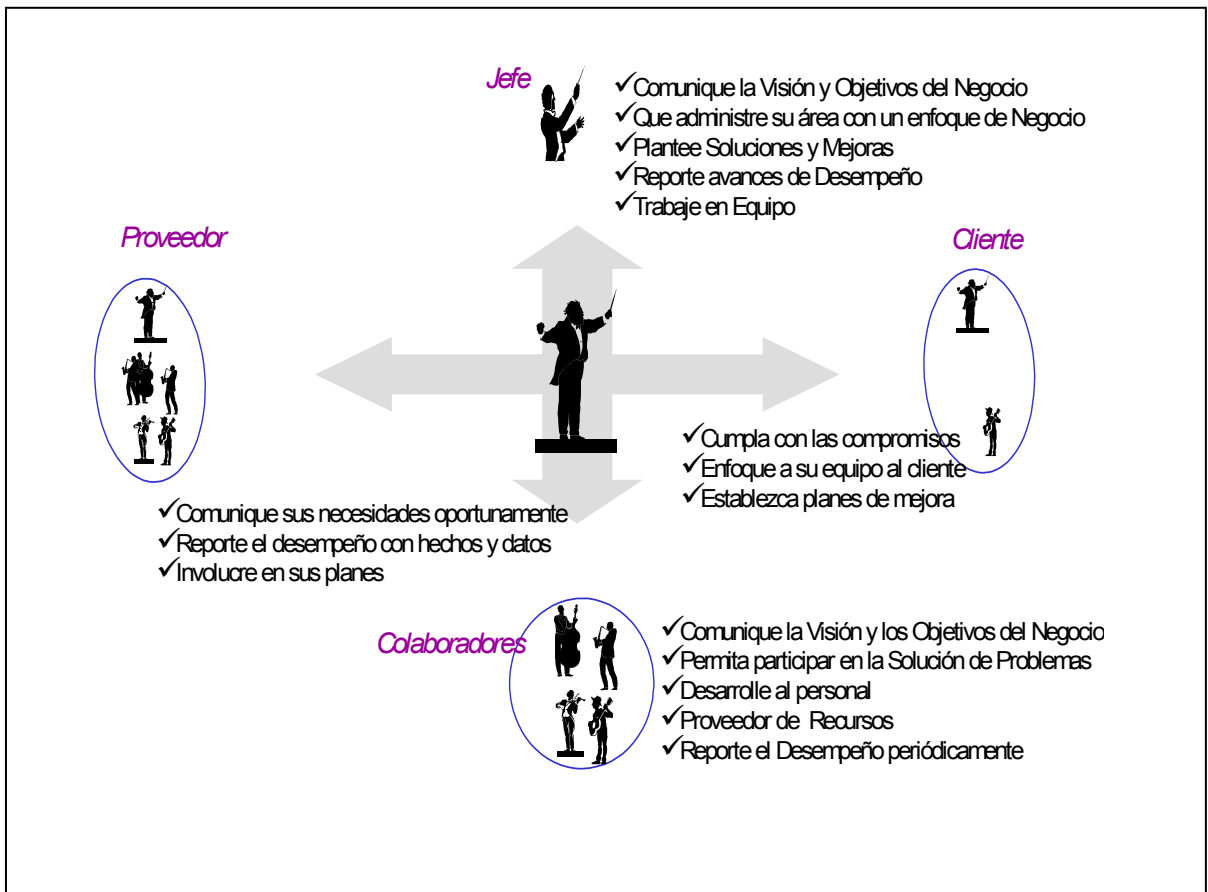 Jefe
✓Comunique la Visión y Objetivos del Negocio
✓Que administre su área con un enfoque de Negocio
✓Plantee Soluciones y Mejoras
✓Reporte avances de Desempeño
✓Trabaje en Equipo
Proveedor
Cliente
✓Cumpla con las compromisos
✓Enfoque a su equipo al cliente
✓Establezca planes de mejora
✓Comunique sus necesidades oportunamente
✓Reporte el desempeño con hechos y datos
✓Involucre en sus planes
Colaboradores
✓Comunique la Visión y los Objetivos del Negocio
✓Permita participar en la Solución de Problemas
✓Desarrolle al personal
✓Proveedor de Recursos
✓Reporte el Desempeño periódicamente